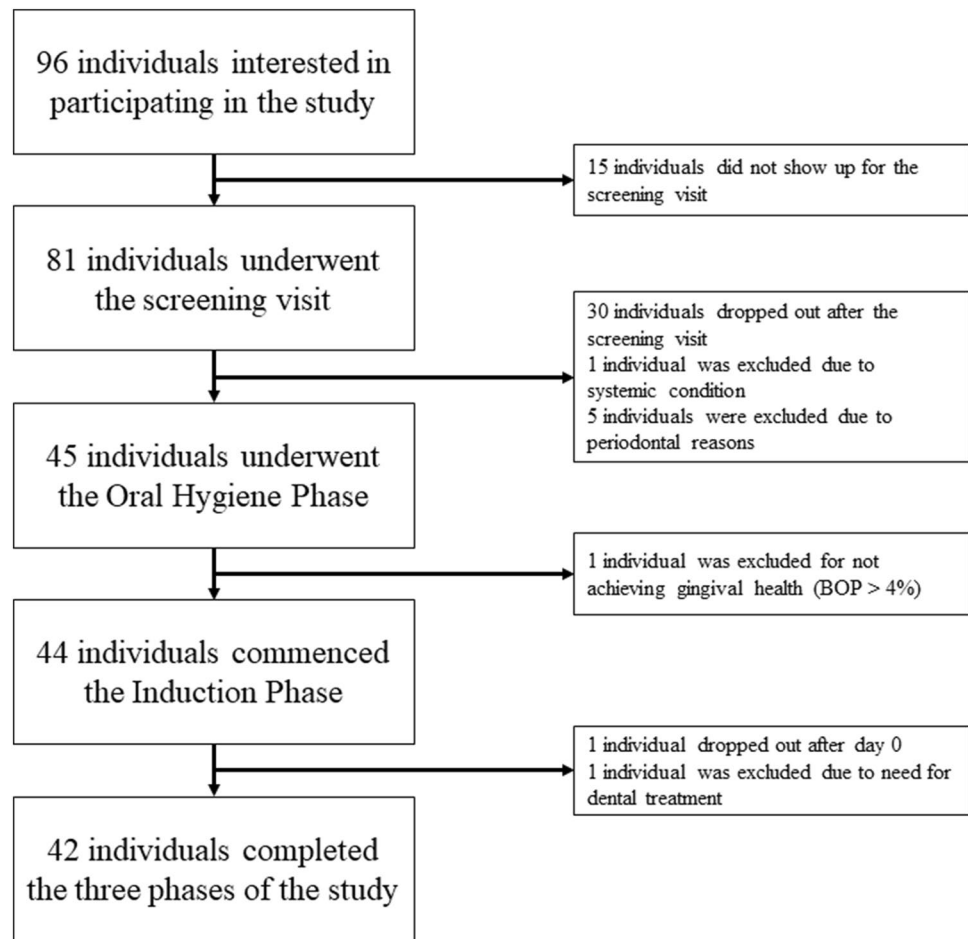 96 individuals interested in
participating in the study
15 individuals did not show up for the
screening visit
81 individuals underwent
the screening visit
30 individuals dropped out after the
screening visit
1 individual was excluded due to
systemic condition
5 individuals were excluded due to
periodontal reasons
45 individuals underwent
the Oral Hygiene Phase
1 individual was excluded for not
achieving gingival health (BOP > 4%)
44 individuals commenced
the Induction Phase
1 individual dropped out after day 0
1 individual was excluded due to need for
dental treatment
42 individuals completed
the three phases of the study